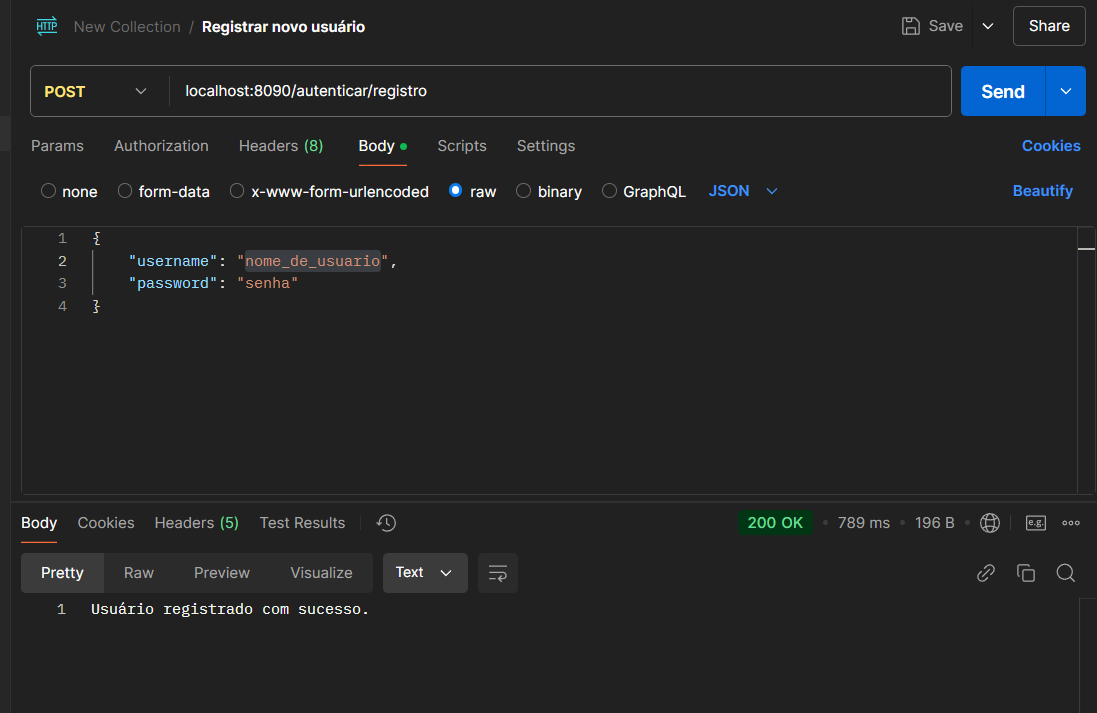 HTTP New Collection / Registrar novo usuário Save Share
POST localhost:8090/autenticar/registro Send
Params Authorization Headers (8) Body Scripts Settings Cookies
none form-data x-www-form-urlencoded raw binary GraphQL JSON Beautify
1 {
2 "username": "nome_de_usuario",
3 "password": "senha"
4 }
Body Cookies Headers (5) Test Results 200 OK • 789 ms • 196 B • e.g.
Pretty Raw Preview Visualize Text
1 Usuário registrado com sucesso.